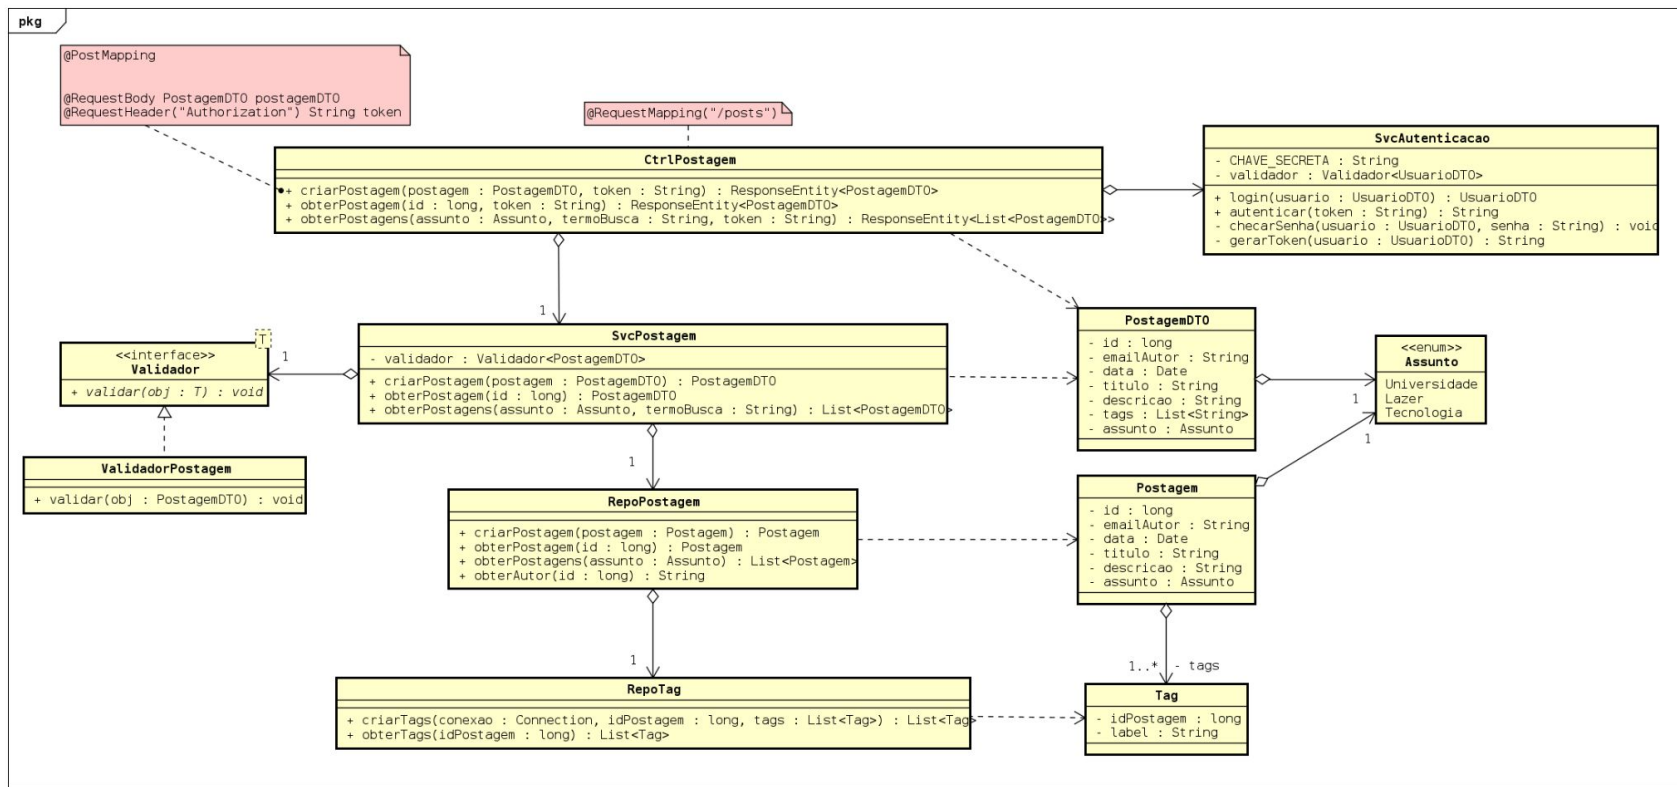 pkg
@PostMapping
@RequestBody PostagemDTO postagemDTO
@RequestHeader("Authorization") String token
@RequestMapping("/posts")
CtrlPostagem
+ criarPostagem(postagem : PostagemDTO, token : String) : ResponseEntity<PostagemDTO>
+ obterPostagem(id : long, token : String) : ResponseEntity<PostagemDTO>
+ obterPostagens(assunto : Assunto, termoBusca : String, token : String) : ResponseEntity<List<PostagemDTO>>
SvcAutenticacao
- CHAVE_SECRETA : String
- validador : Validador<UsuarioDTO>
+ login(usuario : UsuarioDTO) : UsuarioDTO
+ autenticar(token : String) : String
- checarSenha(usuario : UsuarioDTO, senha : String) : void
- gerarToken(usuario : UsuarioDTO) : String
1
T
<<interface>>
Validador
+ validar(obj : T) : void
1
SvcPostagem
- validador : Validador<PostagemDTO>
+ criarPostagem(postagem : PostagemDTO) : PostagemDTO
+ obterPostagem(id : long) : PostagemDTO
+ obterPostagens(assunto : Assunto, termoBusca : String) : List<PostagemDTO>
PostagemDTO
- id : long
- emailAutor : String
- data : Date
- titulo : String
- descricao : String
- tags : List<String>
- assunto : Assunto
<<enum>>
Assunto
Universidade
Lazer
Tecnologia
1
1
ValidadorPostagem
+ validar(obj : PostagemDTO) : void
1
RepoPostagem
+ criarPostagem(postagem : Postagem) : Postagem
+ obterPostagem(id : long) : Postagem
+ obterPostagens(assunto : Assunto) : List<Postagem>
+ obterAutor(id : long) : String
Postagem
- id : long
- emailAutor : String
- data : Date
- titulo : String
- descricao : String
- assunto : Assunto
1
1..*
- tags
RepoTag
+ criarTags(conexao : Connection, idPostagem : long, tags : List<Tag>) : List<Tag>
+ obterTags(idPostagem : long) : List<Tag>
Tag
- idPostagem : long
- label : String